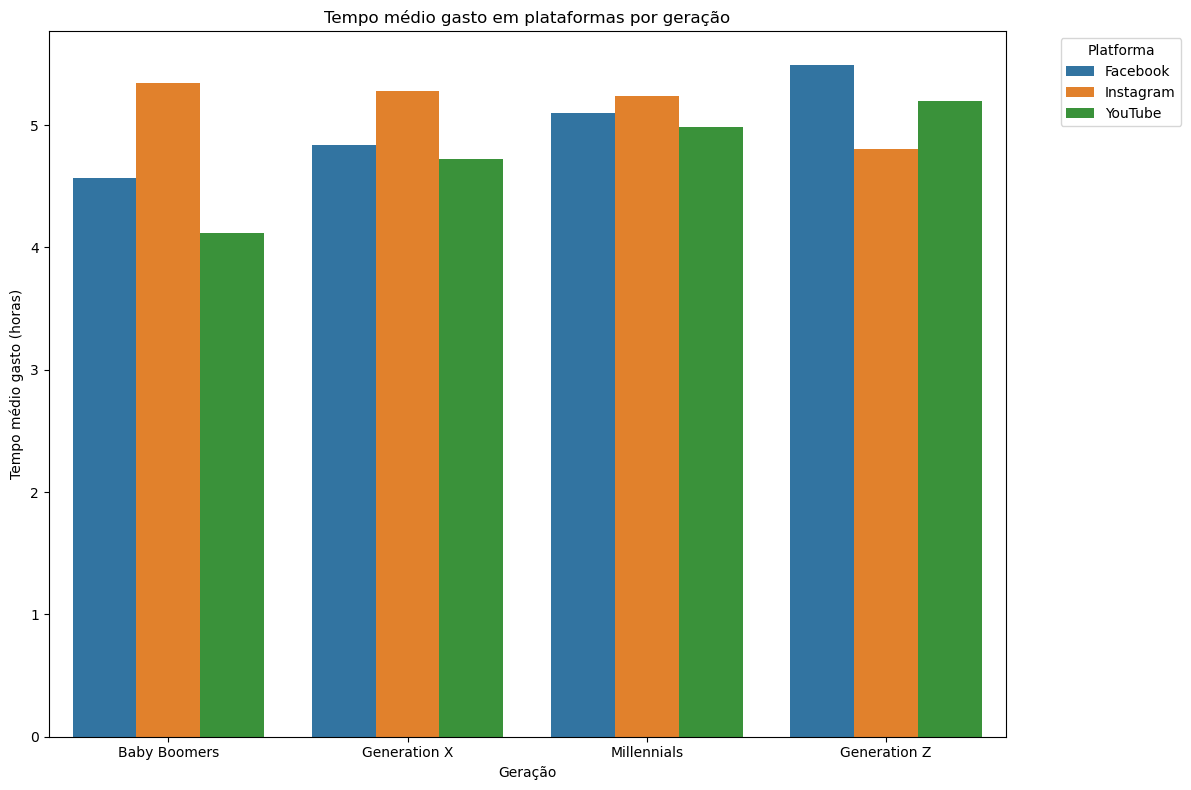 Tempo médio gasto em plataformas por geração
Platforma
Facebook
Instagram
YouTube
Tempo médio gasto (horas)
5
4
3
2
1
0
Baby Boomers
Generation X
Millennials
Generation Z
Geração